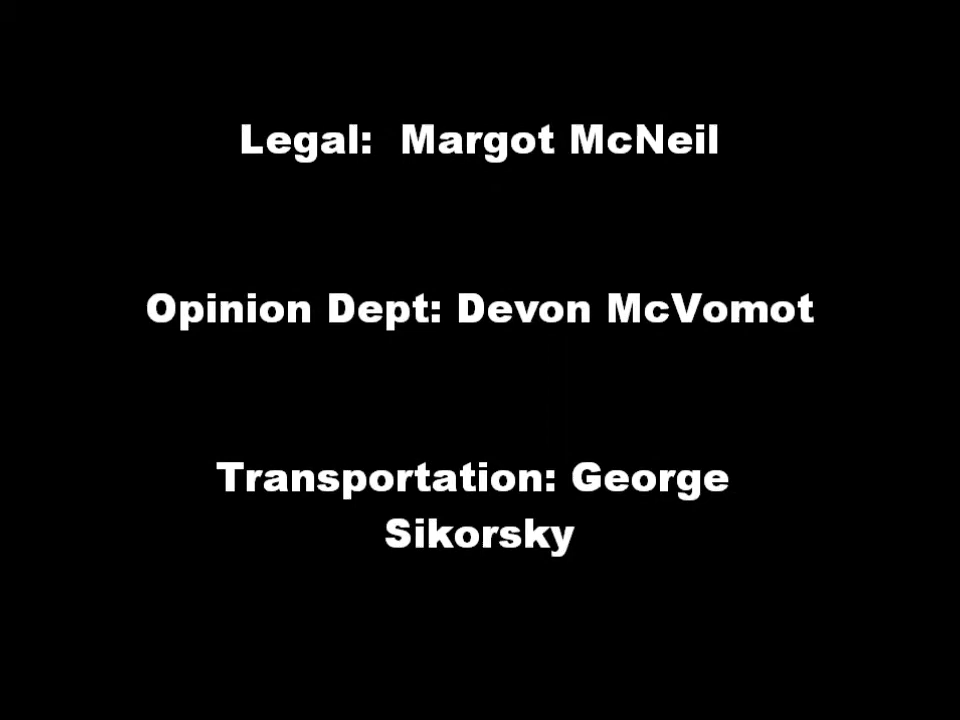 Legal:  Margot McNeil
Opinion Dept: Devon McVomot
Transportation: George
Sikorsky